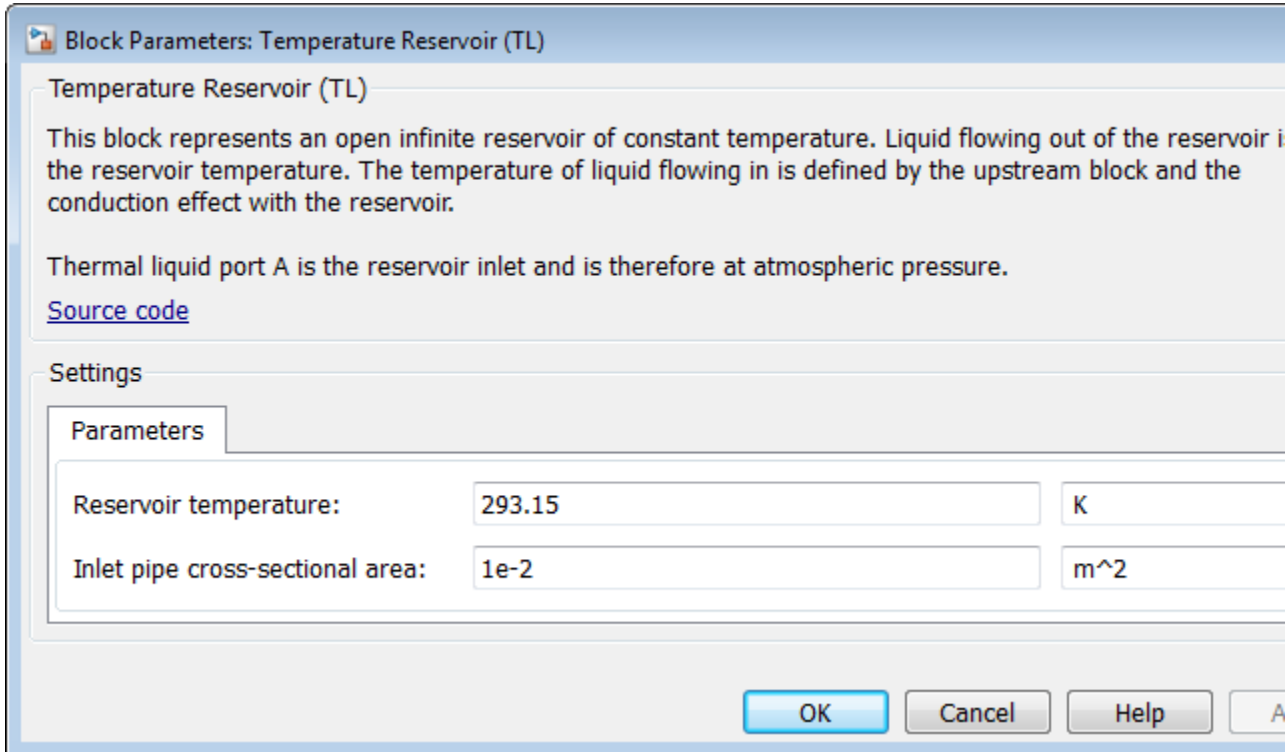 Block Parameters: Temperature Reservoir (TL)
Temperature Reservoir (TL)
This block represents an open infinite reservoir of constant temperature. Liquid flowing out of the reservoir
the reservoir temperature. The temperature of liquid flowing in is defined by the upstream block and the
conduction effect with the reservoir.
Thermal liquid port A is the reservoir inlet and is therefore at atmospheric pressure.
Source code
Settings
Parameters
Reservoir temperature: 293.15 K
Inlet pipe cross-sectional area: 1e-2 m^2
OK Cancel Help